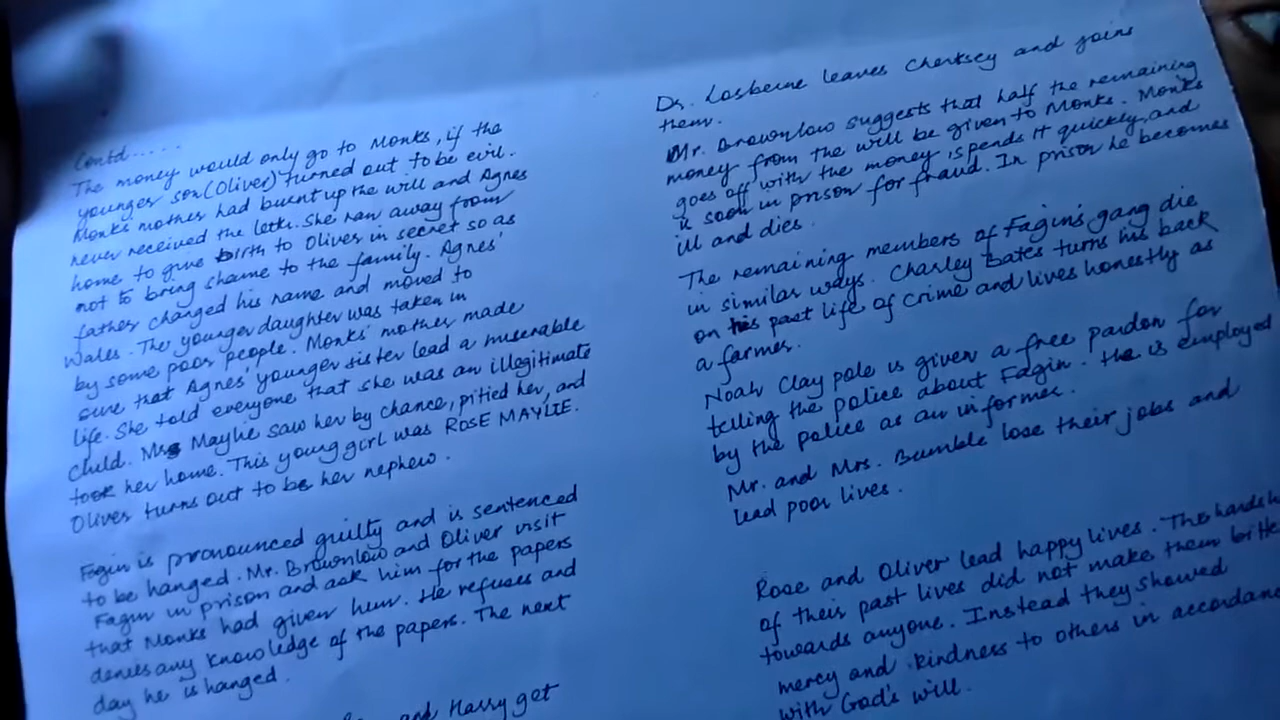 Contd.....
The money would only go to Monks, if the
younger son (Oliver) turned out to be evil.
Monks mother had burnt up the will and Agnes
never received the letter. She ran away from
home to give birth to Oliver in secret so as
not to bring shame to the family. Agnes'
father changed his name and moved to
Wales. The younger daughter was taken in
by some poor people. Monks' mother made
sure that Agnes' younger sister lead a miserable
life. She told everyone that she was an illegitimate
child. Mrs Maylie saw her by chance, pitied her, and
took her home. This young girl was ROSE MAYLIE.
Oliver turns out to be her nephew.
Fagin is pronounced guilty and is sentenced
to be hanged. Mr. Brownlow and Oliver visit
Fagin in prison and ask him for the papers
that Monks had given him. He refuses and
denies any knowledge of the papers. The next
day he is hanged.
and Harry get
Dr. Losberne leaves Chertsey and joins
them.
Mr. Brownlow suggests that half the remaining
money from the will be given to Monks. Monks
goes off with the money, spends it quickly, and
is soon in prison for fraud. In prison he becomes
ill and dies.
The remaining members of Fagin's gang die
in similar ways. Charley Bates turns his back
on his past life of crime and lives honestly as
a farmer.
Noah Claypole is given a free pardon for
telling the police about Fagin. He is employed
by the police as an informer.
Mr. and Mrs. Bumble lose their jobs and
lead poor lives.
Rose and Oliver lead happy lives. The hardsh
of their past lives did not make them bitte
towards anyone. Instead they showed
mercy and kindness to others in accordan
with God's will.